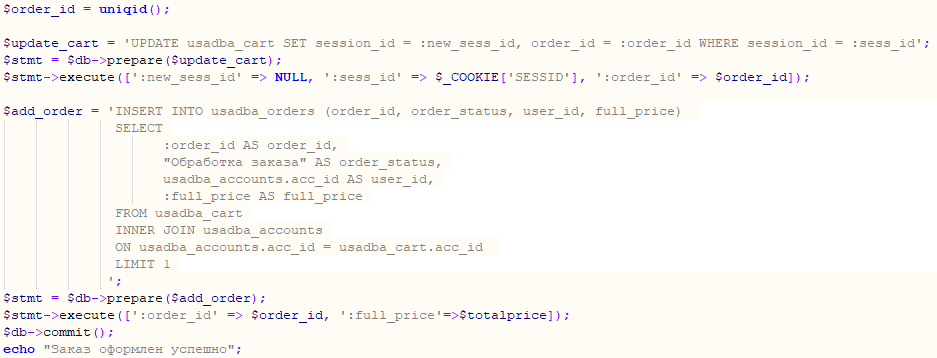 $order_id = uniqid();
$update_cart = 'UPDATE usadba_cart SET session_id = :new_sess_id, order_id = :order_id WHERE session_id = :sess_id';
$stmt = $db->prepare($update_cart);
$stmt->execute([':new_sess_id' => NULL, ':sess_id' => $_COOKIE['SESSID'], ':order_id' => $order_id]);
$add_order = 'INSERT INTO usadba_orders (order_id, order_status, user_id, full_price)
SELECT
:order_id AS order_id,
"Обработка заказа" AS order_status,
usadba_accounts.acc_id AS user_id,
:full_price AS full_price
FROM usadba_cart
INNER JOIN usadba_accounts
ON usadba_accounts.acc_id = usadba_cart.acc_id
LIMIT 1
';
$stmt = $db->prepare($add_order);
$stmt->execute([':order_id' => $order_id, ':full_price'=>$totalprice]);
$db->commit();
echo "Заказ оформлен успешно";